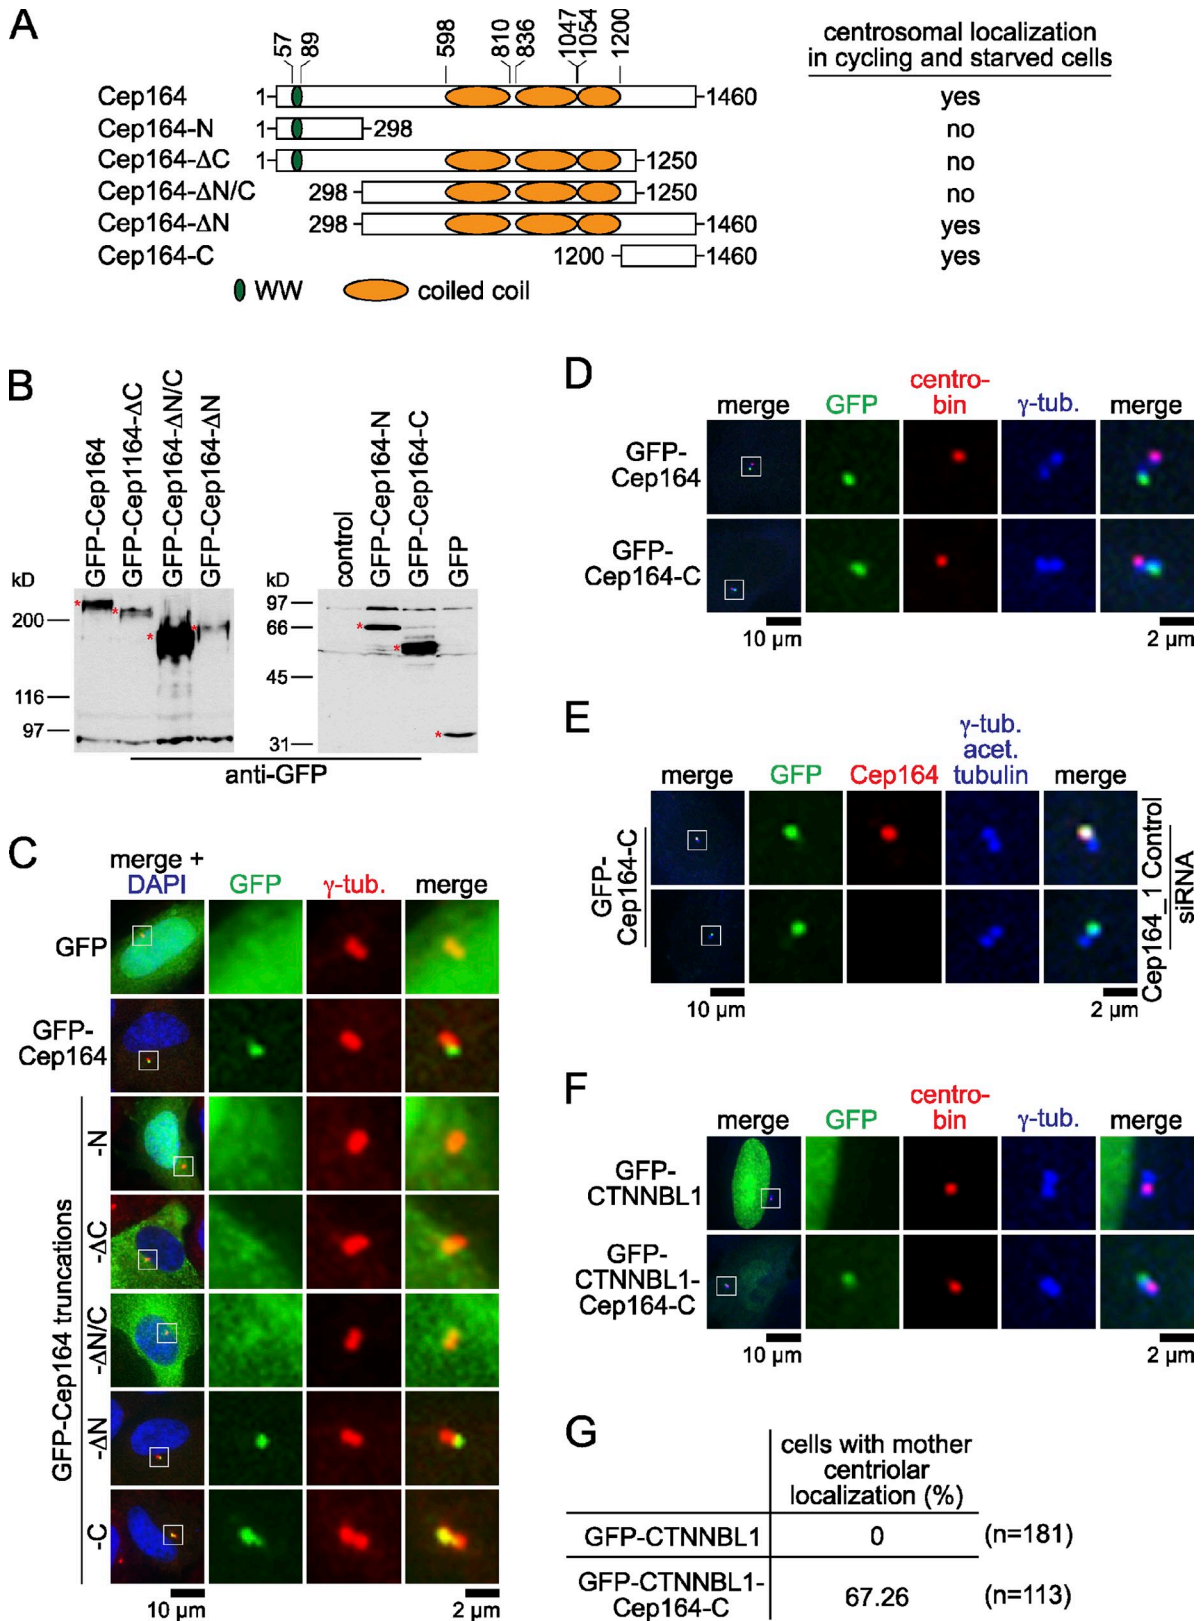 A
57 89 598 810 836 1047 1054 1200
centrosomal localization
in cycling and starved cells
Cep164 1 1460 yes
Cep164-N 1 298 no
Cep164-ΔC 1 1250 no
Cep164-ΔN/C 298 1250 no
Cep164-ΔN 298 1460 yes
Cep164-C 1200 1460 yes
WW coiled coil
B
GFP-Cep164
GFP-Cep1164-ΔC
GFP-Cep164-ΔN/C
GFP-Cep164-ΔN
kD
200
116
97
control
GFP-Cep164-N
GFP-Cep164-C
GFP
kD
97
66
45
31
* * * *
* * *
anti-GFP
C
merge +
DAPI GFP γ-tub. merge
GFP
GFP-
Cep164
GFP-Cep164 truncations
-N
-ΔC
-ΔN/C
-ΔN
-C
10 µm 2 µm
D
merge GFP centro-
bin γ-tub. merge
GFP-
Cep164
GFP-
Cep164-C
10 µm 2 µm
E
merge GFP Cep164 γ-tub.
acet.
tubulin merge
GFP-
Cep164-C
Control
Cep164_1
siRNA
10 µm 2 µm
F
merge GFP centro-
bin γ-tub. merge
GFP-
CTNNBL1
GFP-
CTNNBL1-
Cep164-C
10 µm 2 µm
G
cells with mother
centriolar
localization (%)
GFP-CTNNBL1 0 (n=181)
GFP-CTNNBL1-
Cep164-C 67.26 (n=113)